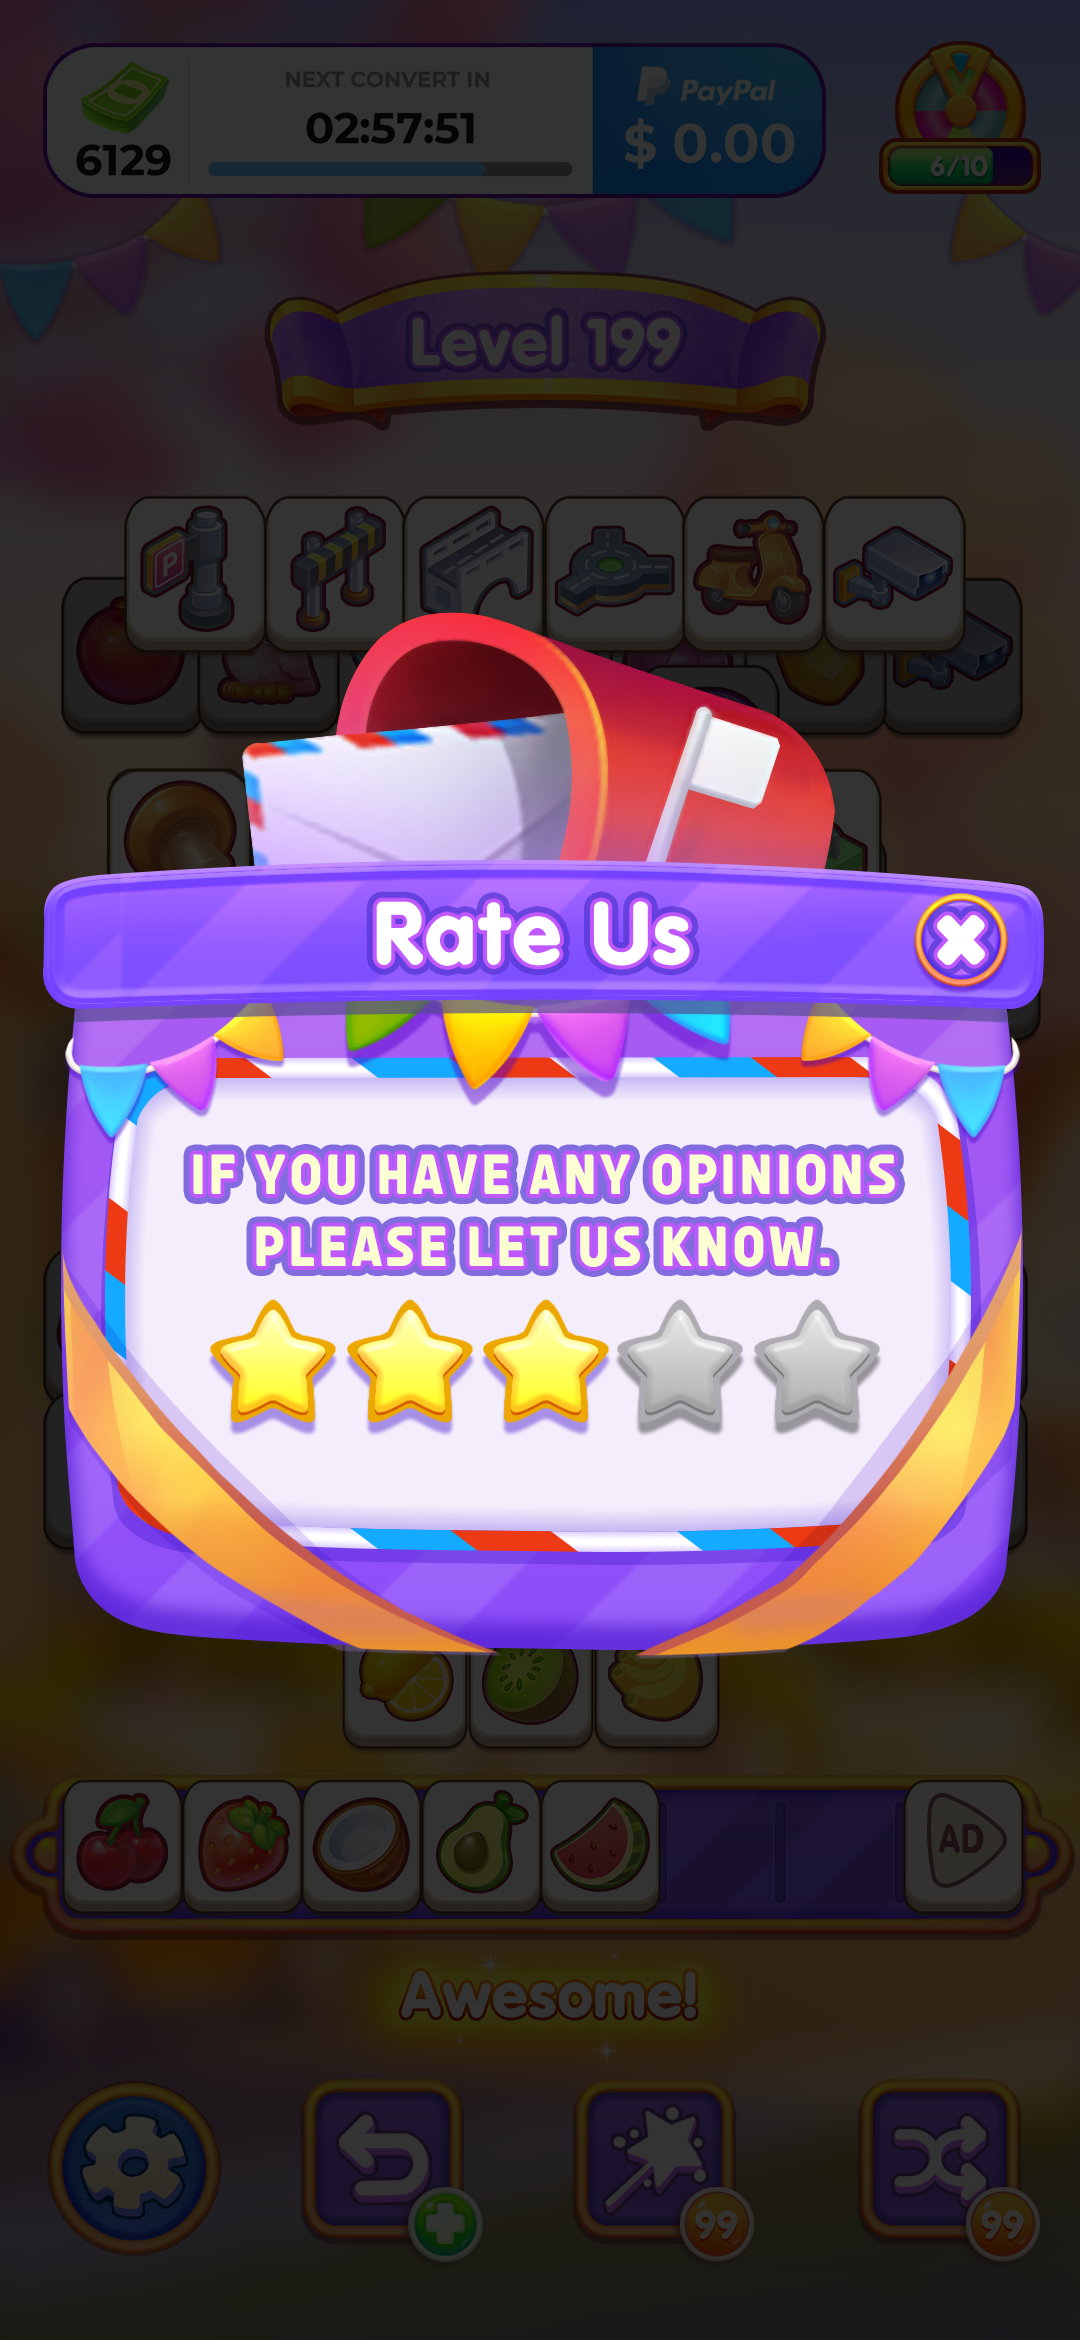 NEXT CONVERT IN
PayPal
6129
02:57:51
$ 0.00
6/10
Level 199
P
Rate Us
IF YOU HAVE ANY OPINIONS
PLEASE LET US KNOW.
AD
Awesome!
99
99